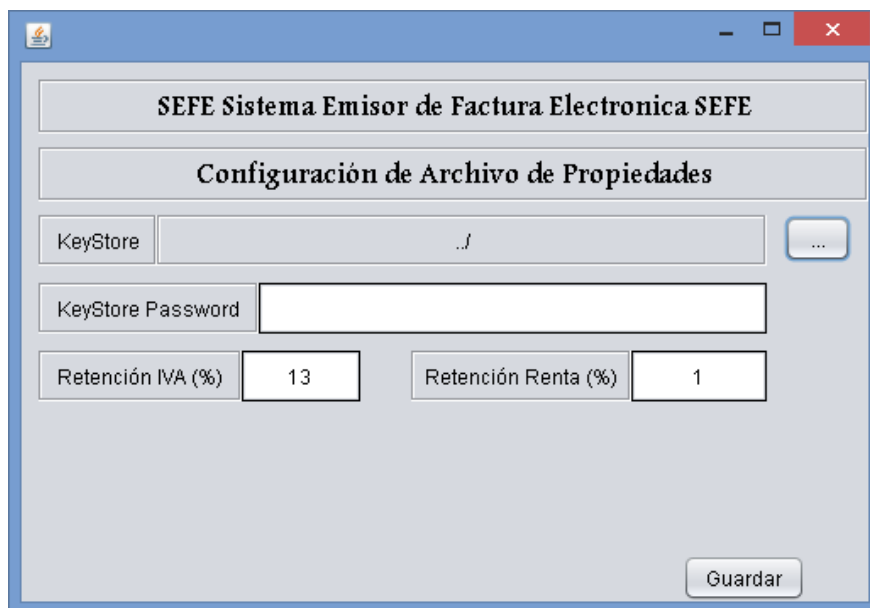 SEFE Sistema Emisor de Factura Electronica SEFE
Configuración de Archivo de Propiedades
KeyStore ../ ...
KeyStore Password
Retención IVA (%) 13 Retención Renta (%) 1
Guardar